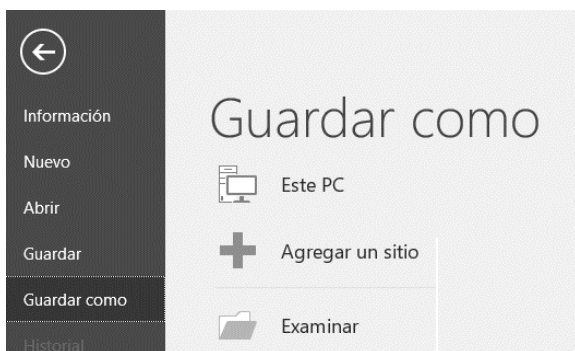 Información
Nuevo
Abrir
Guardar
Guardar como
Historial
Guardar como
Este PC
Agregar un sitio
Examinar